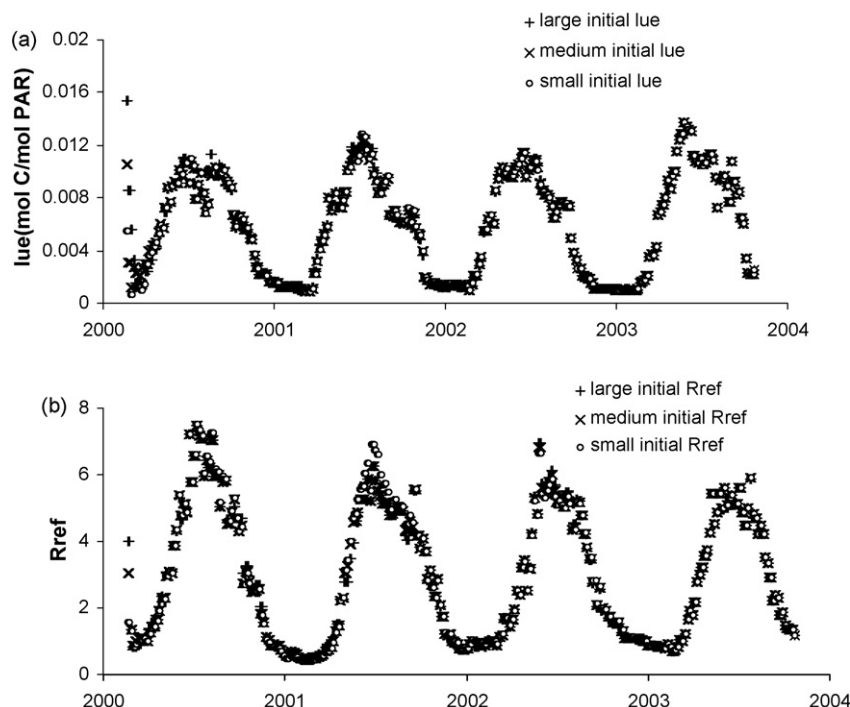 + large initial lue
(a)
× medium initial lue
o small initial lue
0.02
0.016
0.012
0.008
0.004
0
lue(mol C/mol PAR)
2000 2001 2002 2003 2004
+ large initial Rref
(b)
× medium initial Rref
o small initial Rref
8
6
4
2
0
Rref
2000 2001 2002 2003 2004